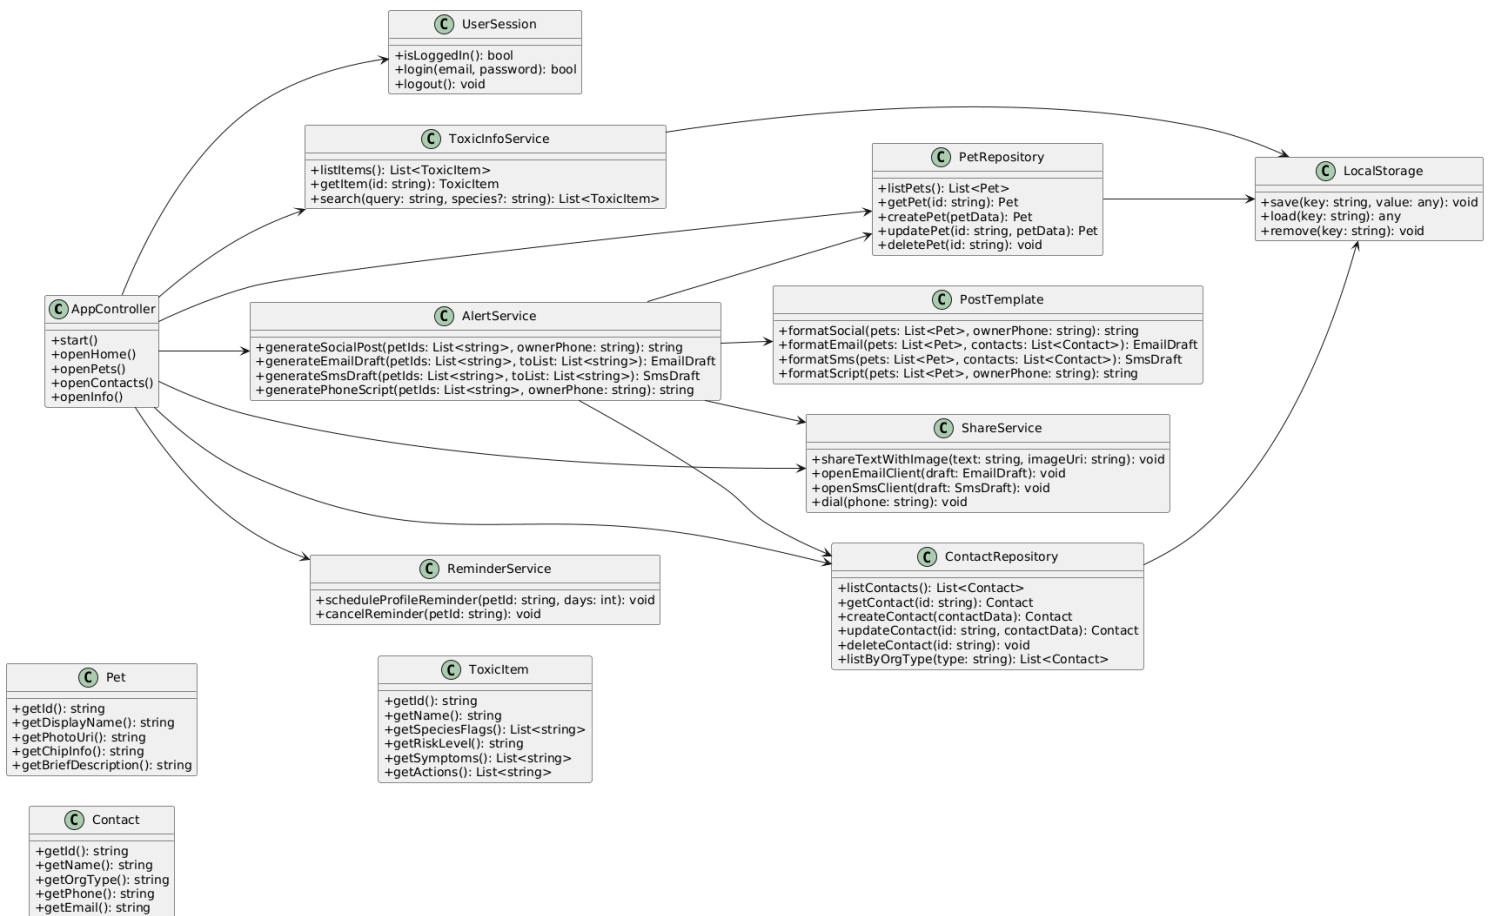 C UserSession
+isLoggedIn(): bool
+login(email, password): bool
+logout(): void
C ToxicInfoService
+listItems(): List<ToxicItem>
+getItem(id: string): ToxicItem
+search(query: string, species?: string): List<ToxicItem>
C PetRepository
+listPets(): List<Pet>
+getPet(id: string): Pet
+createPet(petData): Pet
+updatePet(id: string, petData): Pet
+deletePet(id: string): void
C LocalStorage
+save(key: string, value: any): void
+load(key: string): any
+remove(key: string): void
C AppController
+start()
+openHome()
+openPets()
+openContacts()
+openInfo()
C AlertService
+generateSocialPost(petIds: List<string>, ownerPhone: string): string
+generateEmailDraft(petIds: List<string>, toList: List<string>): EmailDraft
+generateSmsDraft(petIds: List<string>, toList: List<string>): SmsDraft
+generatePhoneScript(petIds: List<string>, ownerPhone: string): string
C PostTemplate
+formatSocial(pets: List<Pet>, ownerPhone: string): string
+formatEmail(pets: List<Pet>, contacts: List<Contact>): EmailDraft
+formatSms(pets: List<Pet>, contacts: List<Contact>): SmsDraft
+formatScript(pets: List<Pet>, ownerPhone: string): string
C ShareService
+shareTextWithImage(text: string, imageUri: string): void
+openEmailClient(draft: EmailDraft): void
+openSmsClient(draft: SmsDraft): void
+dial(phone: string): void
C ReminderService
+scheduleProfileReminder(petId: string, days: int): void
+cancelReminder(petId: string): void
C ContactRepository
+listContacts(): List<Contact>
+getContact(id: string): Contact
+createContact(contactData): Contact
+updateContact(id: string, contactData): Contact
+deleteContact(id: string): void
+listByOrgType(type: string): List<Contact>
C Pet
+getId(): string
+getDisplayName(): string
+getPhotoUri(): string
+getChipInfo(): string
+getBriefDescription(): string
C ToxicItem
+getId(): string
+getName(): string
+getSpeciesFlags(): List<string>
+getRiskLevel(): string
+getSymptoms(): List<string>
+getActions(): List<string>
C Contact
+getId(): string
+getName(): string
+getOrgType(): string
+getPhone(): string
+getEmail(): string